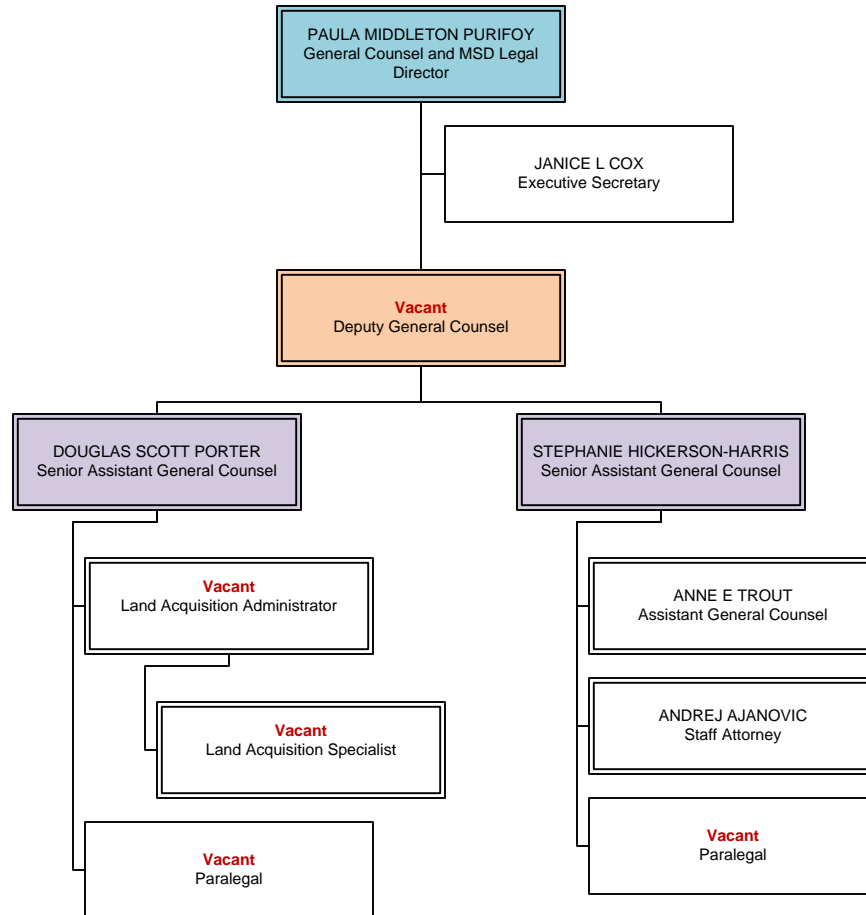 PAULA MIDDLETON PURIFOY
General Counsel and MSD Legal
Director
JANICE L COX
Executive Secretary
Vacant
Deputy General Counsel
DOUGLAS SCOTT PORTER
Senior Assistant General Counsel
STEPHANIE HICKERSON-HARRIS
Senior Assistant General Counsel
Vacant
Land Acquisition Administrator
Vacant
Land Acquisition Specialist
Vacant
Paralegal
ANNE E TROUT
Assistant General Counsel
ANDREJ AJANOVIC
Staff Attorney
Vacant
Paralegal